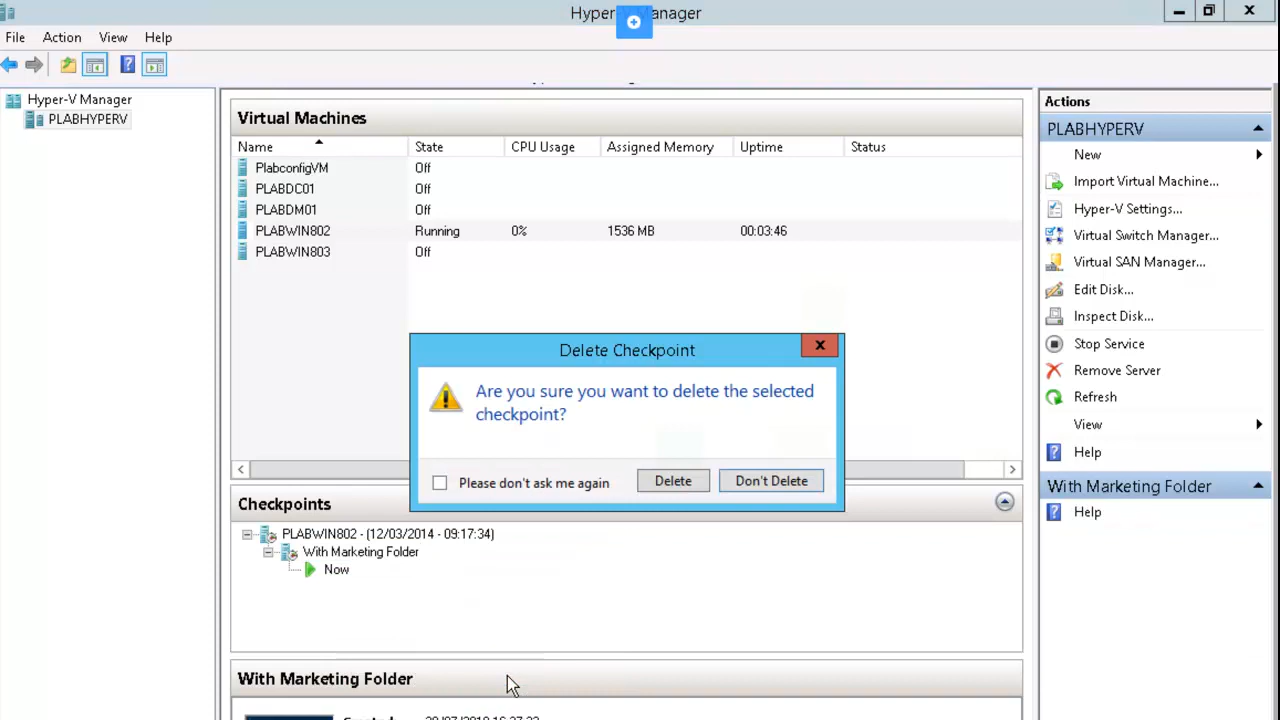 Hyper-V Manager
File Action View Help
Hyper-V Manager
PLABHYPERV
Virtual Machines
Name State CPU Usage Assigned Memory Uptime Status
PlabconfigVM Off
PLABDC01 Off
PLABDM01 Off
PLABWIN802 Running 0% 1536 MB 00:03:46
PLABWIN803 Off
Delete Checkpoint
X
Are you sure you want to delete the selected
checkpoint?
Please don't ask me again Delete Don't Delete
Checkpoints
PLABWIN802 - (12/03/2014 - 09:17:34)
With Marketing Folder
Now
With Marketing Folder
Actions
PLABHYPERV
New
Import Virtual Machine...
Hyper-V Settings...
Virtual Switch Manager...
Virtual SAN Manager...
Edit Disk...
Inspect Disk...
Stop Service
Remove Server
Refresh
View
Help
With Marketing Folder
Help